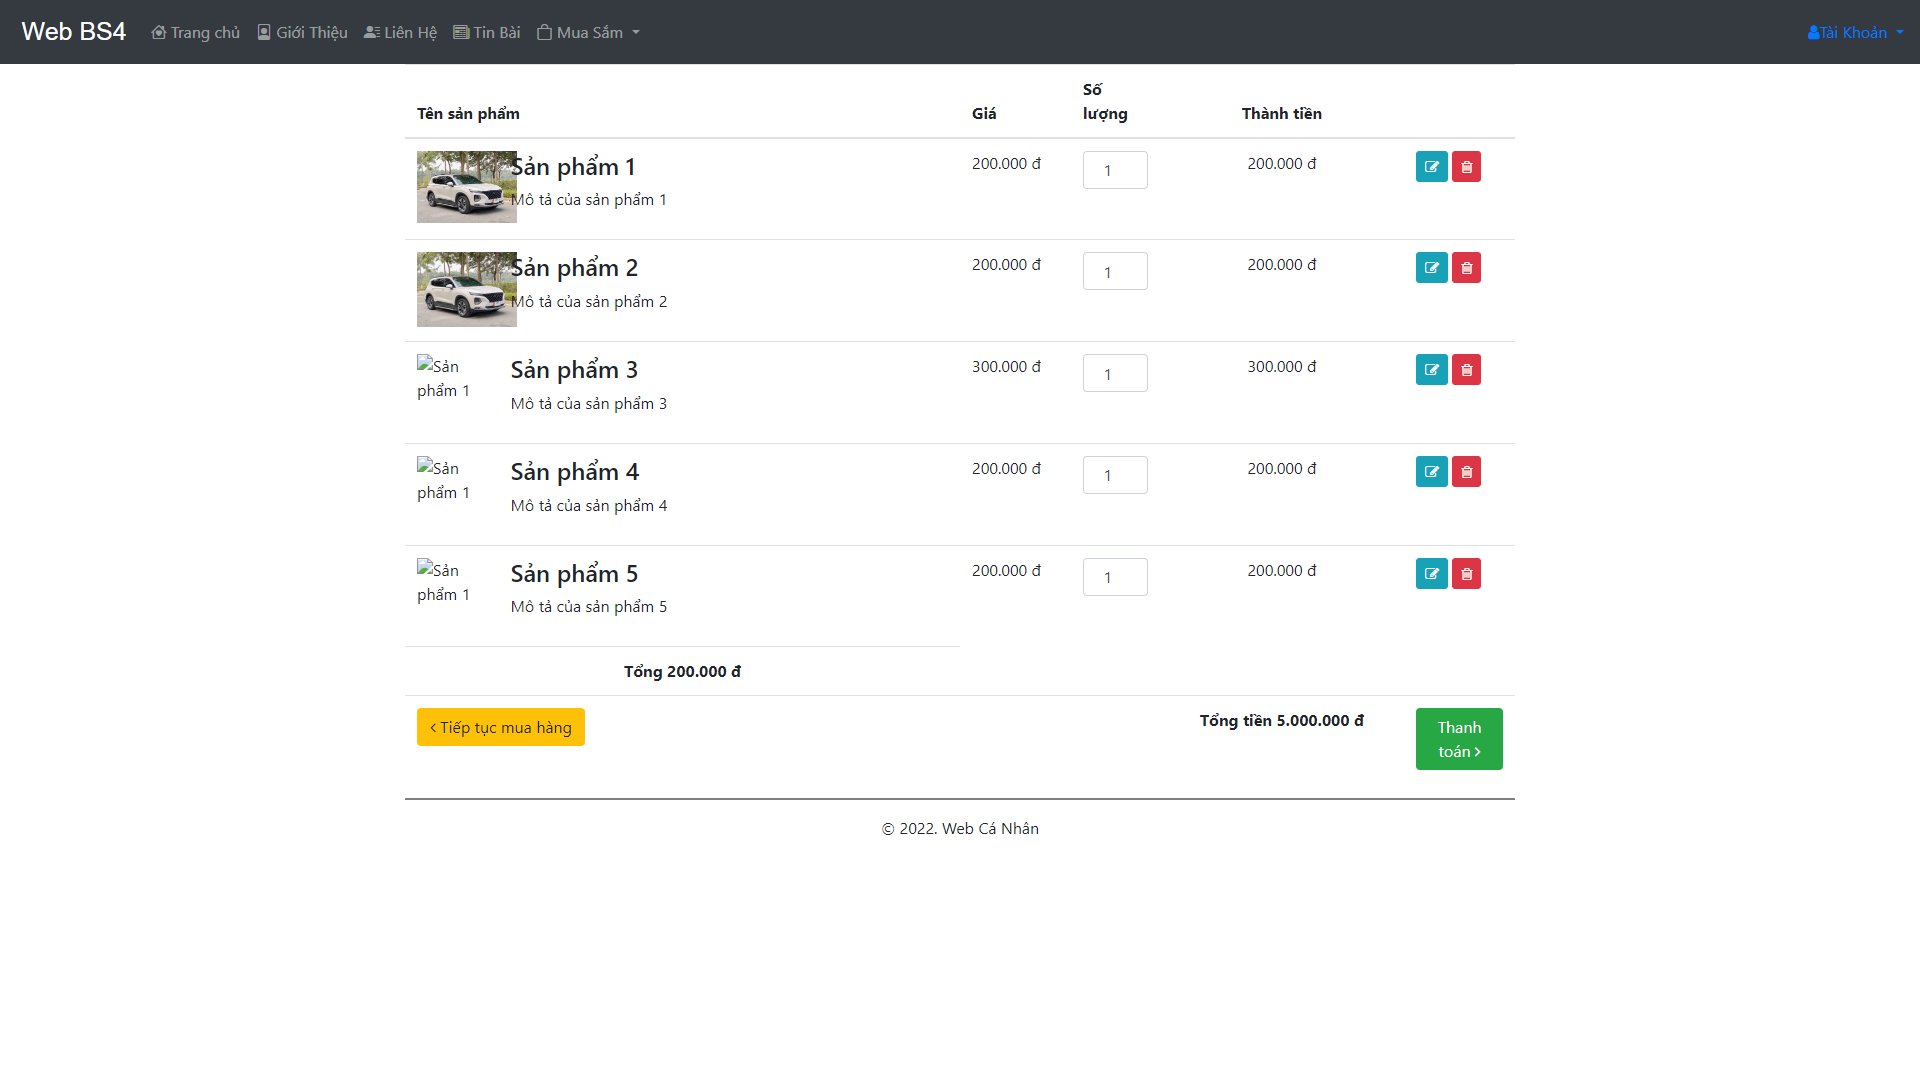 Web BS4 Trang chủ Giới Thiệu Liên Hệ Tin Bài Mua Sắm Tài Khoản
Tên sản phẩm Giá Số lượng Thành tiền
Sản phẩm 1 200.000 đ 1 200.000 đ
Mô tả của sản phẩm 1
Sản phẩm 2 200.000 đ 1 200.000 đ
Mô tả của sản phẩm 2
Sản phẩm 1 Sản phẩm 3 300.000 đ 1 300.000 đ
Mô tả của sản phẩm 3
Sản phẩm 1 Sản phẩm 4 200.000 đ 1 200.000 đ
Mô tả của sản phẩm 4
Sản phẩm 1 Sản phẩm 5 200.000 đ 1 200.000 đ
Mô tả của sản phẩm 5
Tổng 200.000 đ
Tiếp tục mua hàng Tổng tiền 5.000.000 đ Thanh toán
© 2022. Web Cá Nhân